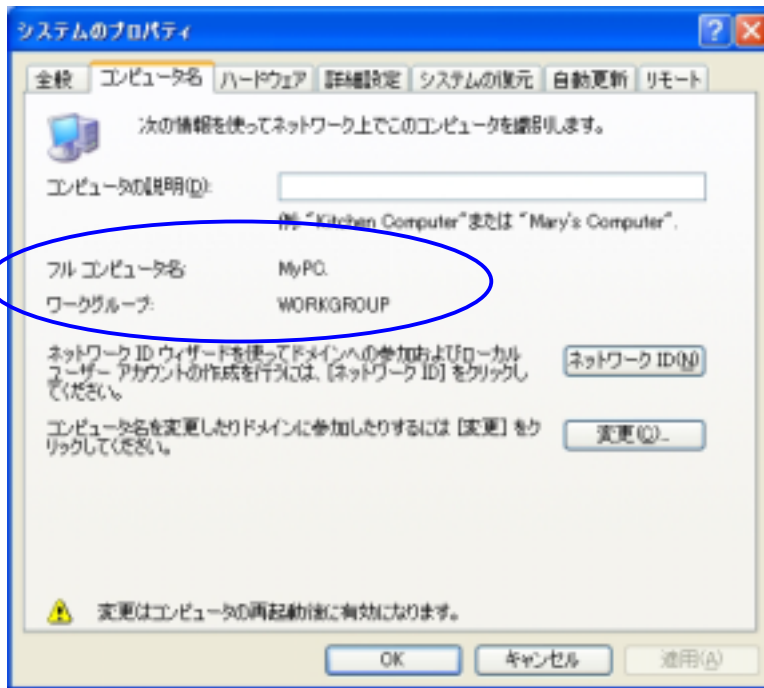 システムのプロパティ
全般 コンピュータ名 ハードウェア 詳細設定 システムの復元 自動更新 リモート
次の情報を使ってネットワーク上でこのコンピュータを識別します。
コンピュータの説明(D):
例: "Kitchen Computer"または "Mary's Computer".
フル コンピュータ名: MyPC.
ワークグループ: WORKGROUP
ネットワーク ID ウィザードを使ってドメインへの参加およびローカル
ユーザー アカウントの作成を行うには、[ネットワーク ID] をクリックし
てください。
ネットワーク ID(N)
コンピュータ名を変更したりドメインに参加したりするには [変更] をク
リックしてください。
変更(C)...
変更はコンピュータの再起動後に有効になります。
OK キャンセル 適用(A)